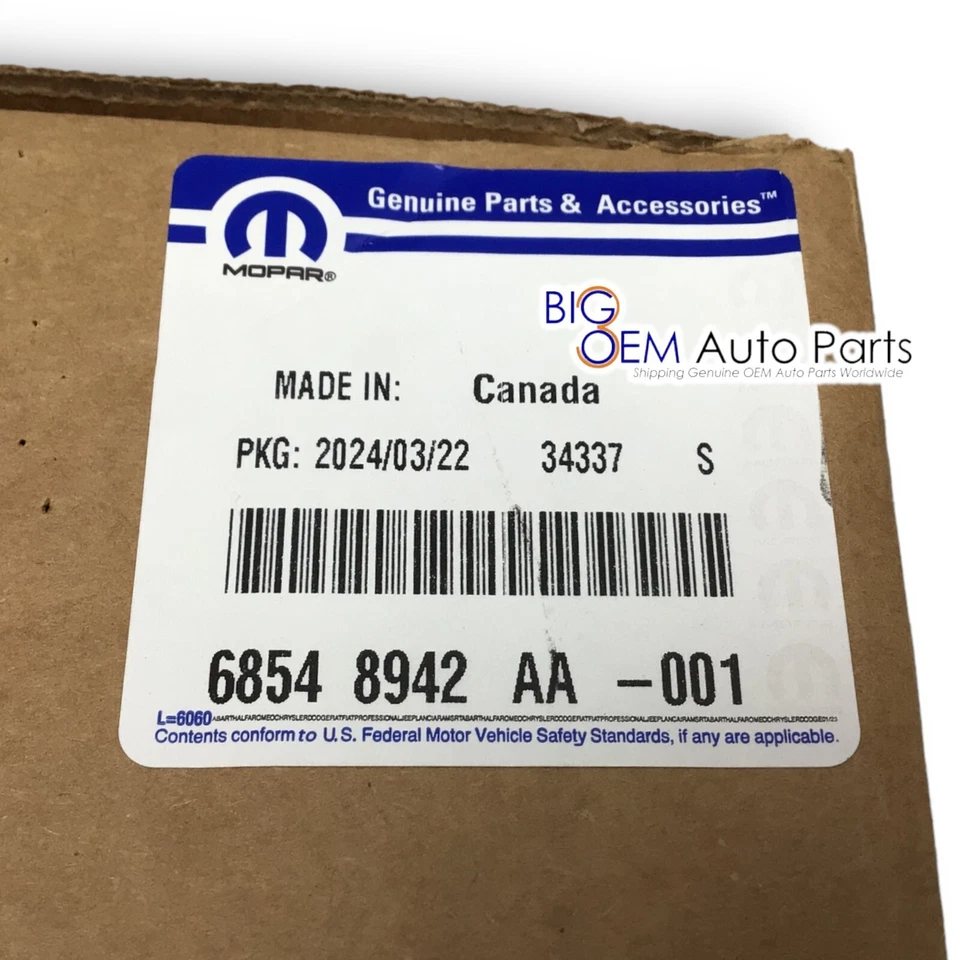 Genuine Parts & Accessories™
MOPAR®
BIG
OEM Auto Parts
Shipping Genuine OEM Auto Parts Worldwide
MADE IN: Canada
PKG: 2024/03/22 34337 S
6854 8942 AA -001
L=6060 ABARTHALFAROMEOCHRYSLERDODGEFIATFIATPROFESSIONALJEEPLANCIARAMSRTABARTHALFAROMEOCHRYSLERDODGEFIATFIATPROFESSIONALJEEPLANCIARAMSRTABARTHALFAROMEOCHRYSLERDODGE01/23
Contents conform to U.S. Federal Motor Vehicle Safety Standards, if any are applicable.